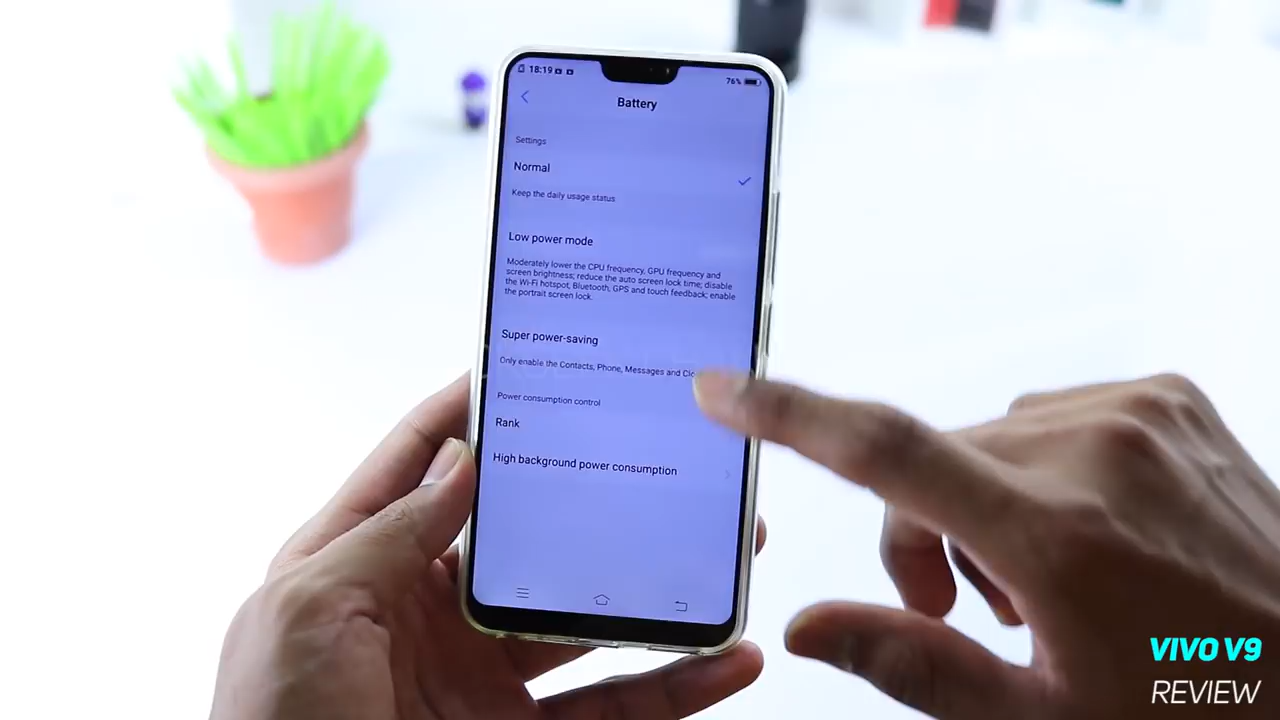 18:19
76%
Battery
Settings
Normal
Keep the daily usage status
Low power mode
Moderately lower the CPU frequency, GPU frequency and
screen brightness; reduce the auto screen lock time; disable
the Wi-Fi hotspot, Bluetooth, GPS and touch feedback; enable
the portrait screen lock.
Super power-saving
Only enable the Contacts, Phone, Messages and
Power consumption control
Rank
High background power consumption
VIVO V9
REVIEW